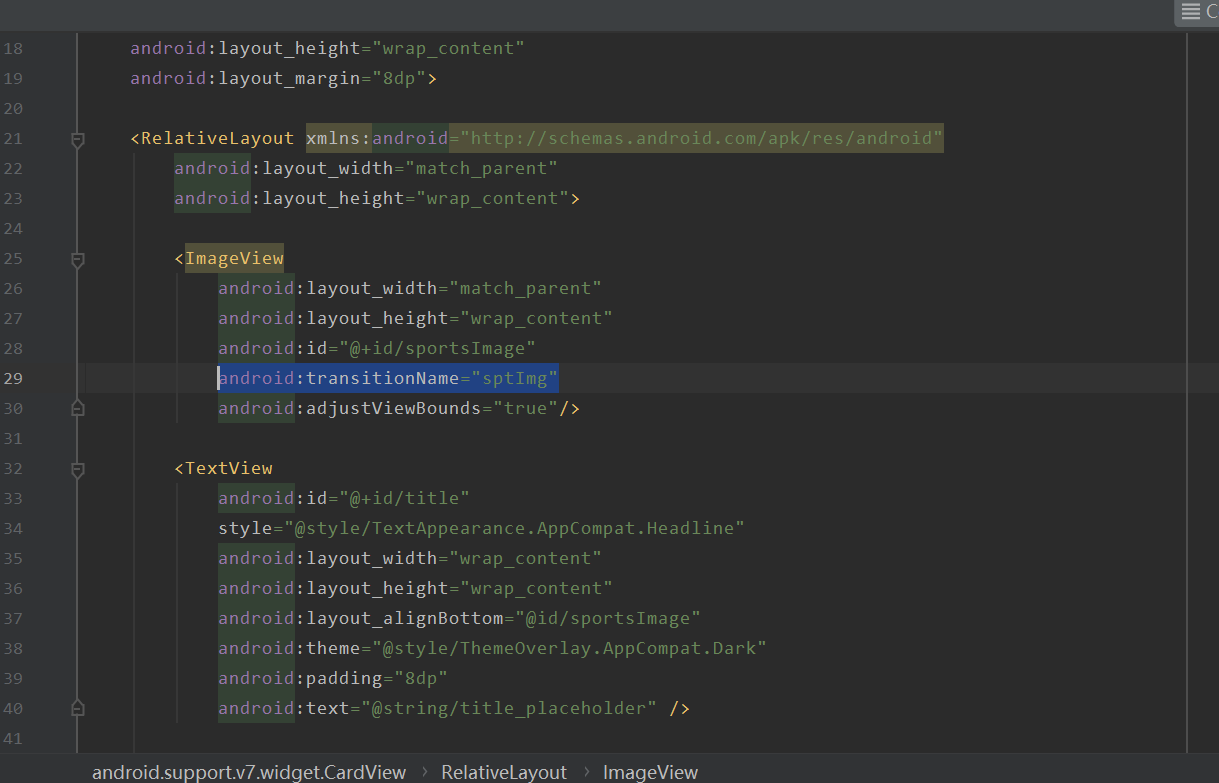 C
18 android:layout_height="wrap_content"
19 android:layout_margin="8dp">
20
21 <RelativeLayout xmlns:android="http://schemas.android.com/apk/res/android"
22 android:layout_width="match_parent"
23 android:layout_height="wrap_content">
24
25 <ImageView
26 android:layout_width="match_parent"
27 android:layout_height="wrap_content"
28 android:id="@+id/sportsImage"
29 android:transitionName="sptImg"
30 android:adjustViewBounds="true"/>
31
32 <TextView
33 android:id="@+id/title"
34 style="@style/TextAppearance.AppCompat.Headline"
35 android:layout_width="wrap_content"
36 android:layout_height="wrap_content"
37 android:layout_alignBottom="@id/sportsImage"
38 android:theme="@style/ThemeOverlay.AppCompat.Dark"
39 android:padding="8dp"
40 android:text="@string/title_placeholder" />
41
android.support.v7.widget.CardView › RelativeLayout › ImageView